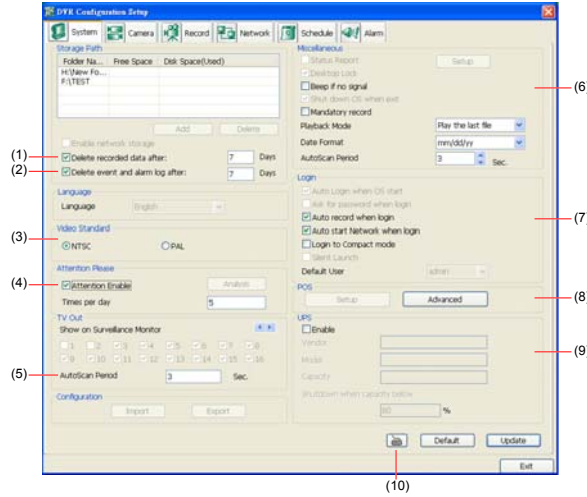 DVR Configuration Setup
System Camera Record Network Schedule Alarm
Storage Path
Folder Na... Free Space Disk Space(Used)
H:\New Fo...
F:\TEST
Add Delete
Enable network storage
(1) Delete recorded data after: 7 Days
(2) Delete event and alarm log after: 7 Days
Language
Language English
Video Standard
(3) NTSC PAL
Attention Please
(4) Attention Enable Analysis
Times per day 5
TV Out
Show on Surveillance Monitor
1 2 3 4 5 6 7 8
9 10 11 12 13 14 15 16
(5) AutoScan Period 3 Sec.
Configuration
Import Export
Miscellaneous
Status Report Setup
Desktop Lock
Beep if no signal (6)
Shut down OS when exit
Mandatory record
Playback Mode Play the last file
Date Format mm/dd/yy
AutoScan Period 3 Sec.
Login
Auto Login when OS start
Ask for password when login
Auto record when login (7)
Auto start Network when login
Login to Compact mode
Silent Launch
Default User admin
POS
Setup Advanced (8)
UPS
Enable
Vendor (9)
Model
Capacity
Shutdown when capacity below
80 %
Default Update
Exit
(10)